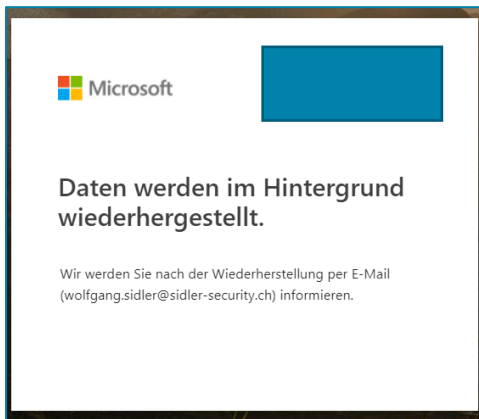 Microsoft
Daten werden im Hintergrund
wiederhergestellt.
Wir werden Sie nach der Wiederherstellung per E-Mail
(wolfgang.sidler@sidler-security.ch) informieren.